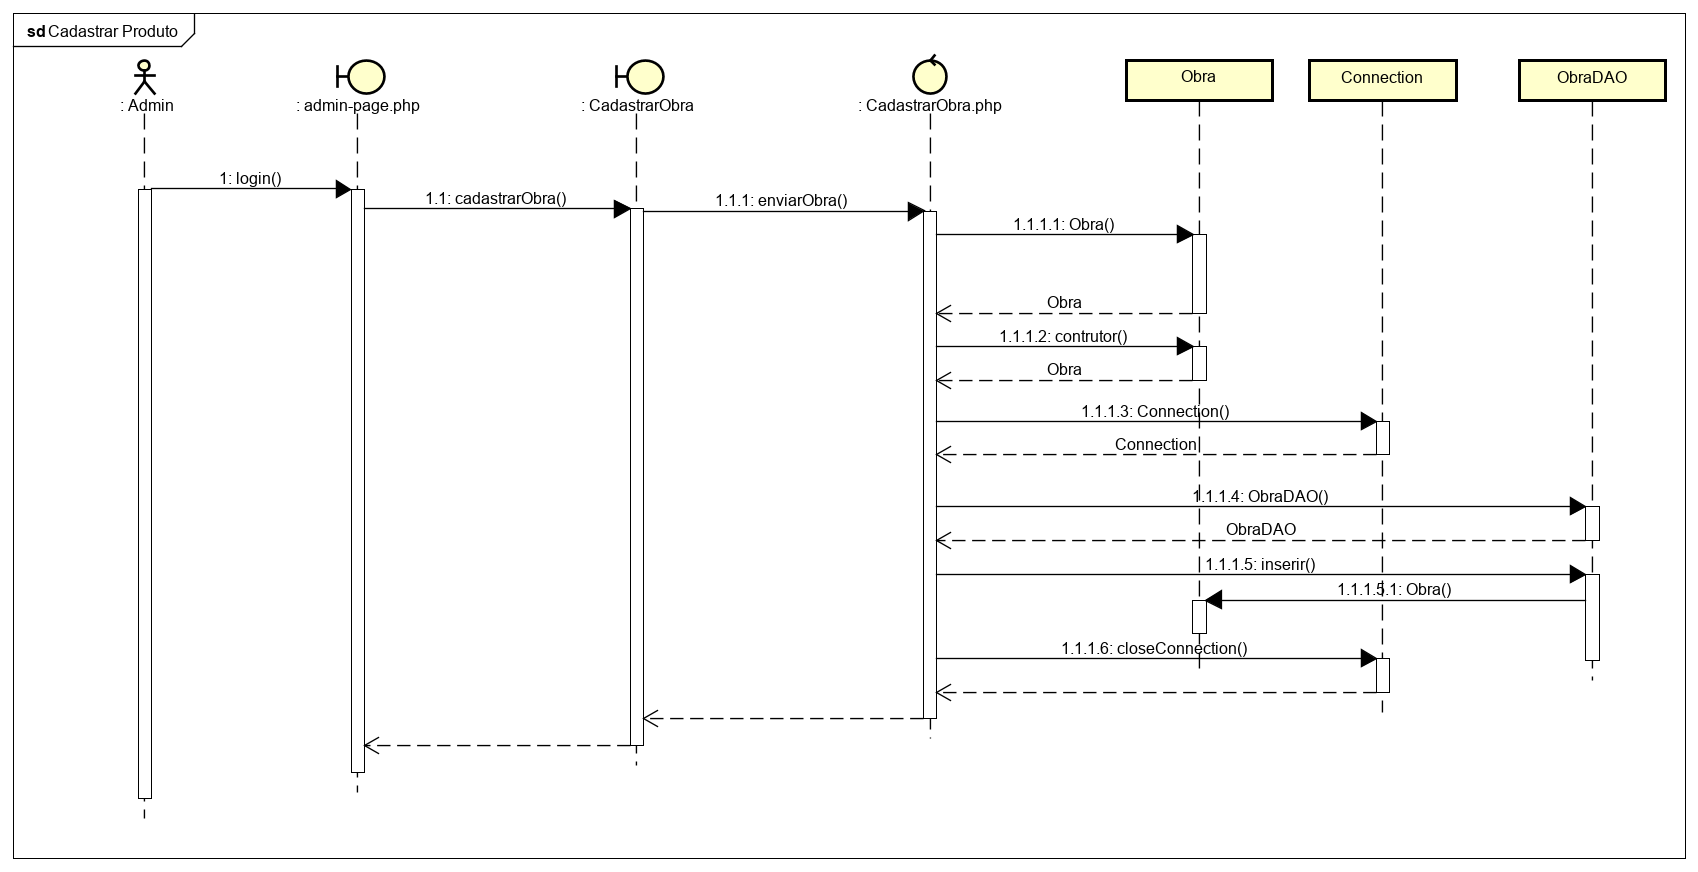 sd Cadastrar Produto
: Admin
: admin-page.php
: CadastrarObra
: CadastrarObra.php
Obra
Connection
ObraDAO
1: login()
1.1: cadastrarObra()
1.1.1: enviarObra()
1.1.1.1: Obra()
Obra
1.1.1.2: contrutor()
Obra
1.1.1.3: Connection()
Connection
1.1.1.4: ObraDAO()
ObraDAO
1.1.1.5: inserir()
1.1.1.5.1: Obra()
1.1.1.6: closeConnection()